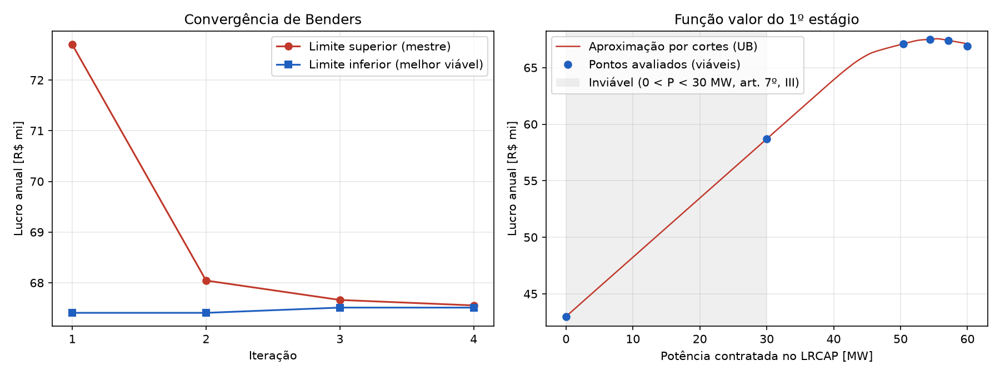 Convergência de Benders
Limite superior (mestre)
Limite inferior (melhor viável)
72
71
70
69
68
Lucro anual [R$ mi]
1
2
3
4
Iteração
Função valor do 1º estágio
Aproximação por cortes (UB)
Pontos avaliados (viáveis)
Inviável (0 < P < 30 MW, art. 7º, III)
65
60
55
50
45
Lucro anual [R$ mi]
0
10
20
30
40
50
60
Potência contratada no LRCAP [MW]